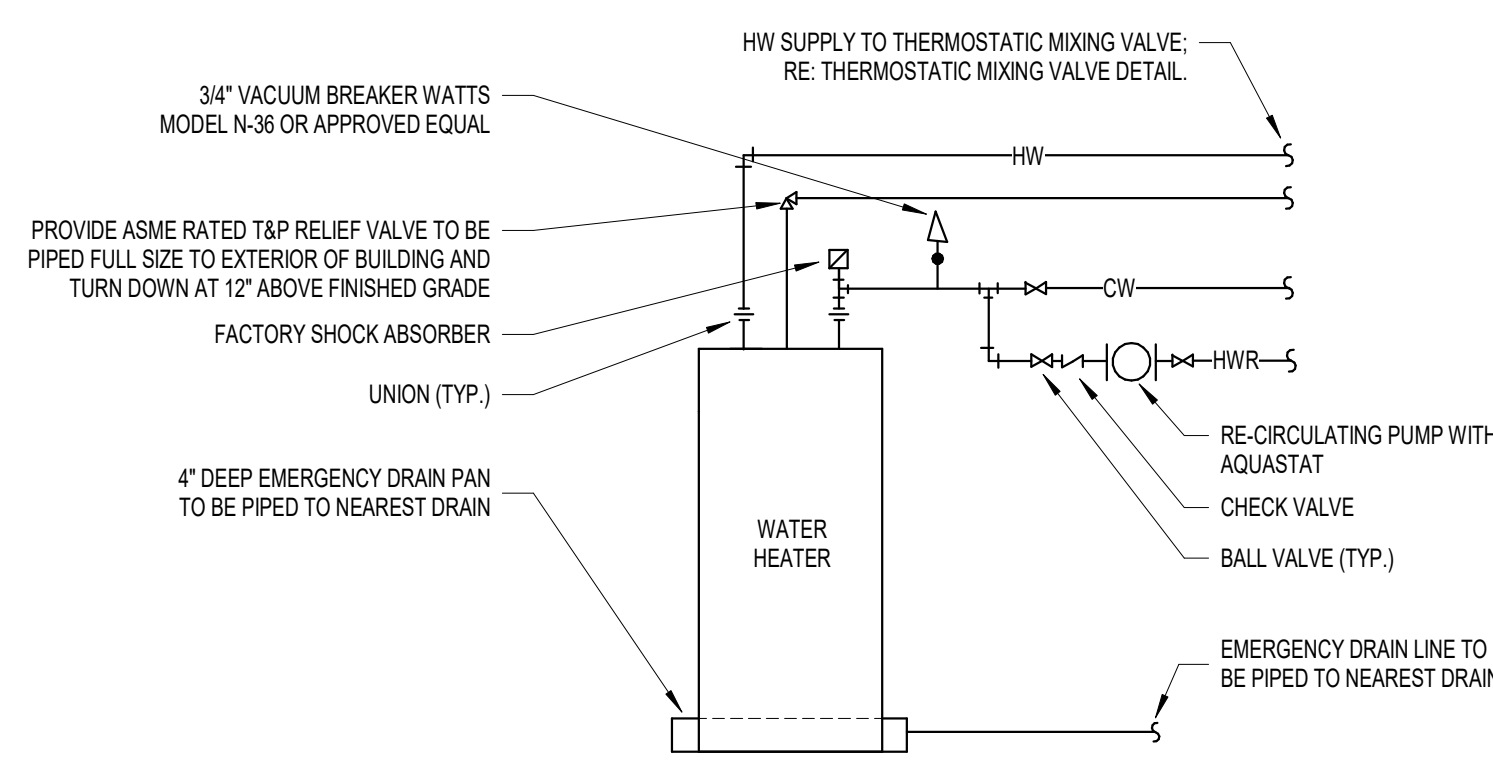 HW SUPPLY TO THERMOSTATIC MIXING VALVE;
RE: THERMOSTATIC MIXING VALVE DETAIL.
3/4" VACUUM BREAKER WATTS
MODEL N-36 OR APPROVED EQUAL
HW
PROVIDE ASME RATED T&P RELIEF VALVE TO BE
PIPED FULL SIZE TO EXTERIOR OF BUILDING AND
TURN DOWN AT 12" ABOVE FINISHED GRADE
CW
FACTORY SHOCK ABSORBER
HWR
UNION (TYP.)
RE-CIRCULATING PUMP WITH
AQUASTAT
4" DEEP EMERGENCY DRAIN PAN
TO BE PIPED TO NEAREST DRAIN
CHECK VALVE
WATER
HEATER
BALL VALVE (TYP.)
EMERGENCY DRAIN LINE TO
BE PIPED TO NEAREST DRAIN